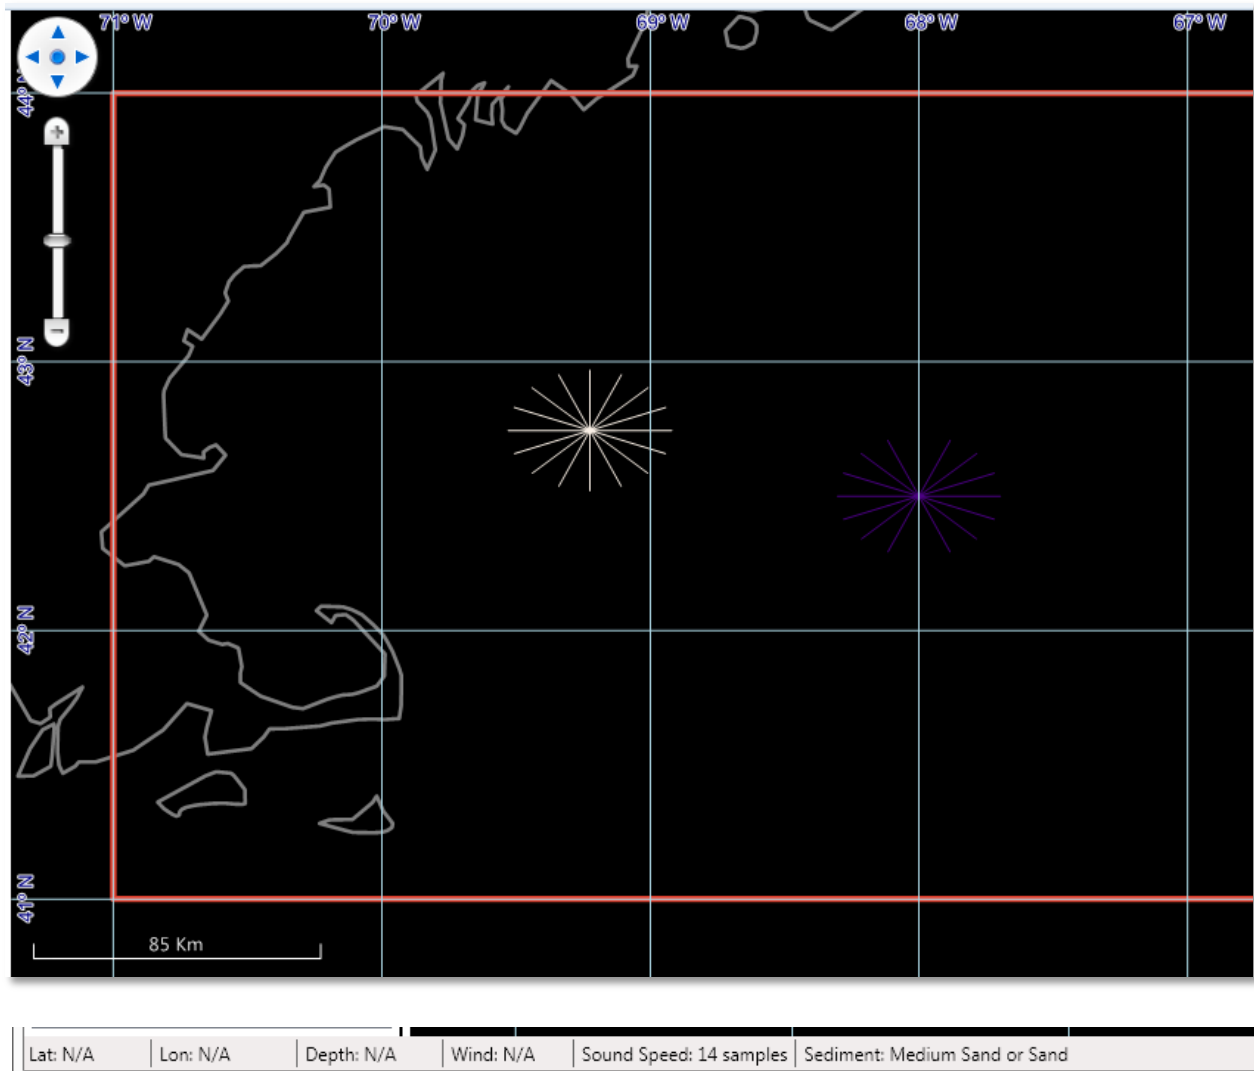 71° W 70° W 69° W 68° W 67° W
44° N
+
43° N
−
42° N
41° N
85 Km
Lat: N/A Lon: N/A Depth: N/A Wind: N/A Sound Speed: 14 samples Sediment: Medium Sand or Sand